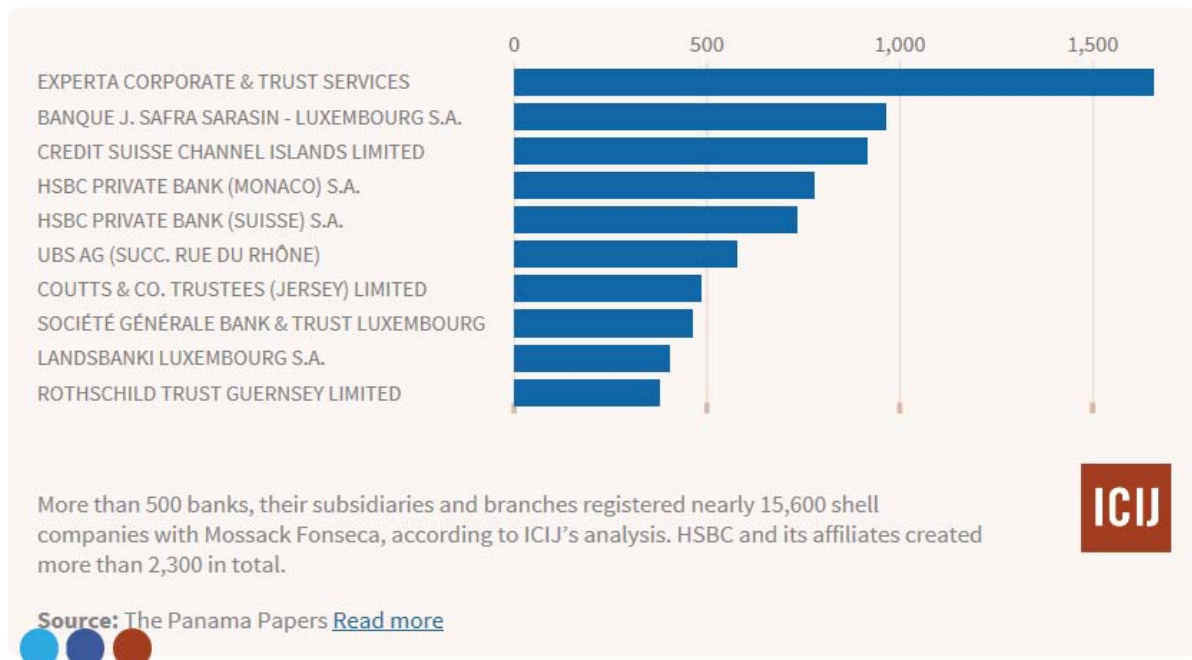 0 500 1,000 1,500
EXPERTA CORPORATE & TRUST SERVICES
BANQUE J. SAFRA SARASIN - LUXEMBOURG S.A.
CREDIT SUISSE CHANNEL ISLANDS LIMITED
HSBC PRIVATE BANK (MONACO) S.A.
HSBC PRIVATE BANK (SUISSE) S.A.
UBS AG (SUCC. RUE DU RHÔNE)
COUTTS & CO. TRUSTEES (JERSEY) LIMITED
SOCIÉTÉ GÉNÉRALE BANK & TRUST LUXEMBOURG
LANDSBANKI LUXEMBOURG S.A.
ROTHSCHILD TRUST GUERNSEY LIMITED
More than 500 banks, their subsidiaries and branches registered nearly 15,600 shell
companies with Mossack Fonseca, according to ICIJ’s analysis. HSBC and its affiliates created
more than 2,300 in total.
ICIJ
Source: The Panama Papers Read more